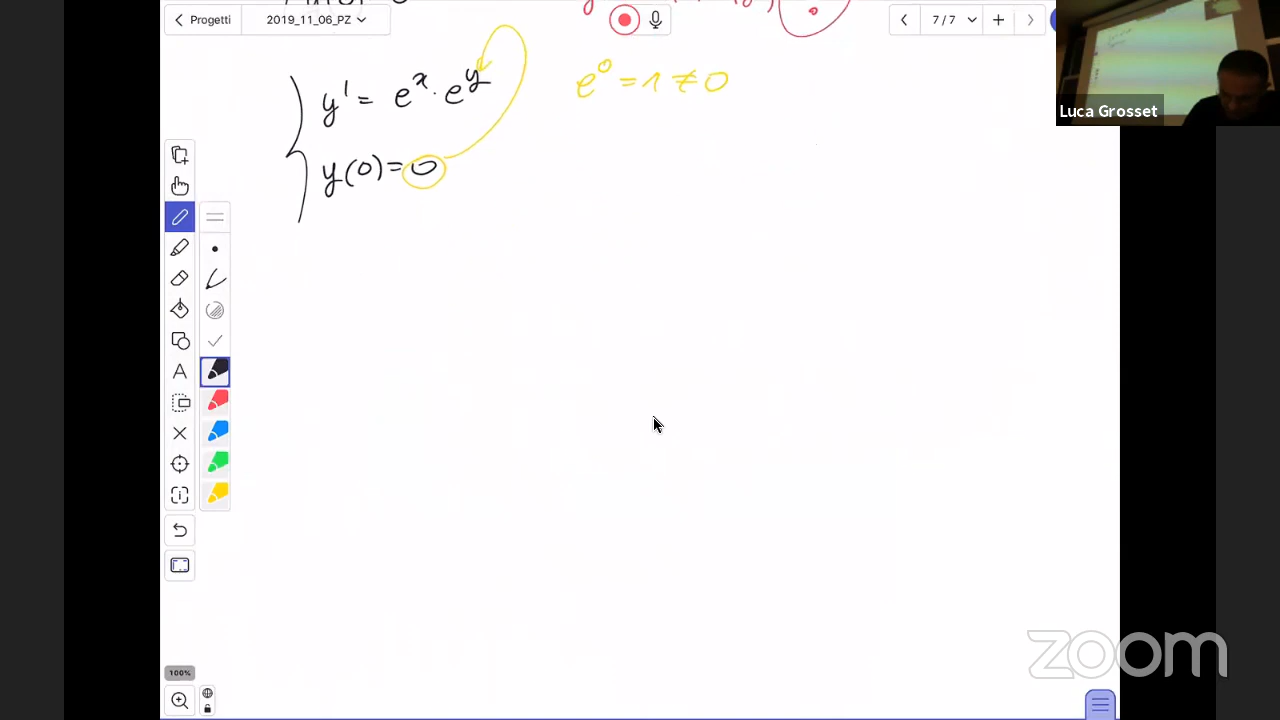 Progetti
2019_11_06_PZ
7/7
y' = e^x · e^y
e^0 = 1 ≠ 0
y(0) = 0
Luca Grosset
A
100%
zoom